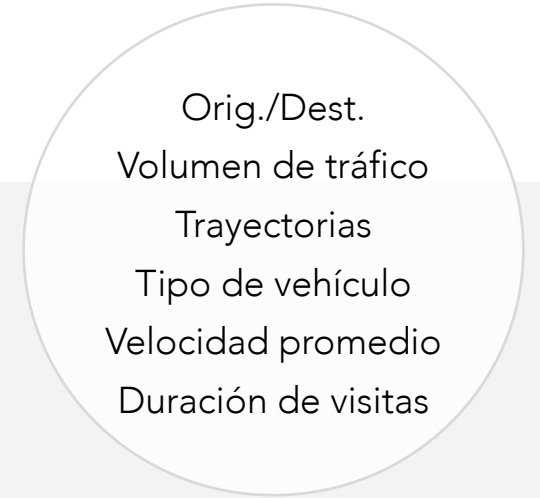 Orig./Dest.
Volumen de tráfico
Trayectorias
Tipo de vehículo
Velocidad promedio
Duración de visitas